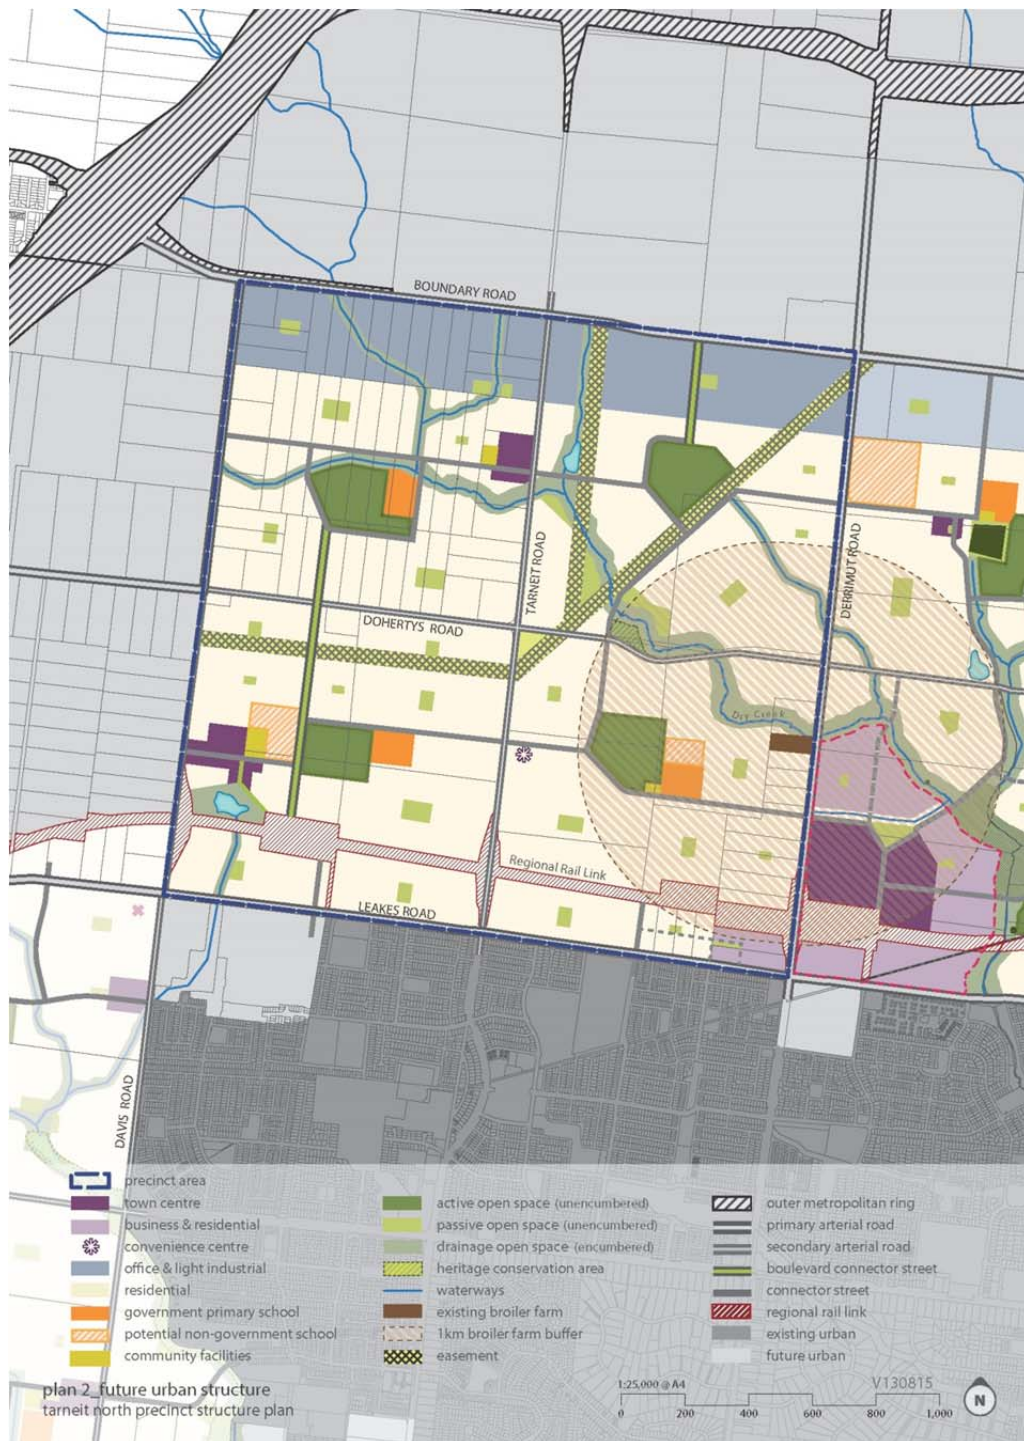 BOUNDARY ROAD
TARNEIT ROAD
DERRIMUT ROAD
DOHERTYS ROAD
Dry Creek
Regional Rail Link
LEAKES ROAD
DAVIS ROAD
precinct area
town centre
business & residential
convenience centre
office & light industrial
residential
government primary school
potential non-government school
community facilities
active open space (unencumbered)
passive open space (unencumbered)
drainage open space (encumbered)
heritage conservation area
waterways
existing broiler farm
1km broiler farm buffer
easement
outer metropolitan ring
primary arterial road
secondary arterial road
boulevard connector street
connector street
regional rail link
existing urban
future urban
plan 2_future urban structure
tarneit north precinct structure plan
1:25,000 @ A4
V130815
0 200 400 600 800 1,000
N